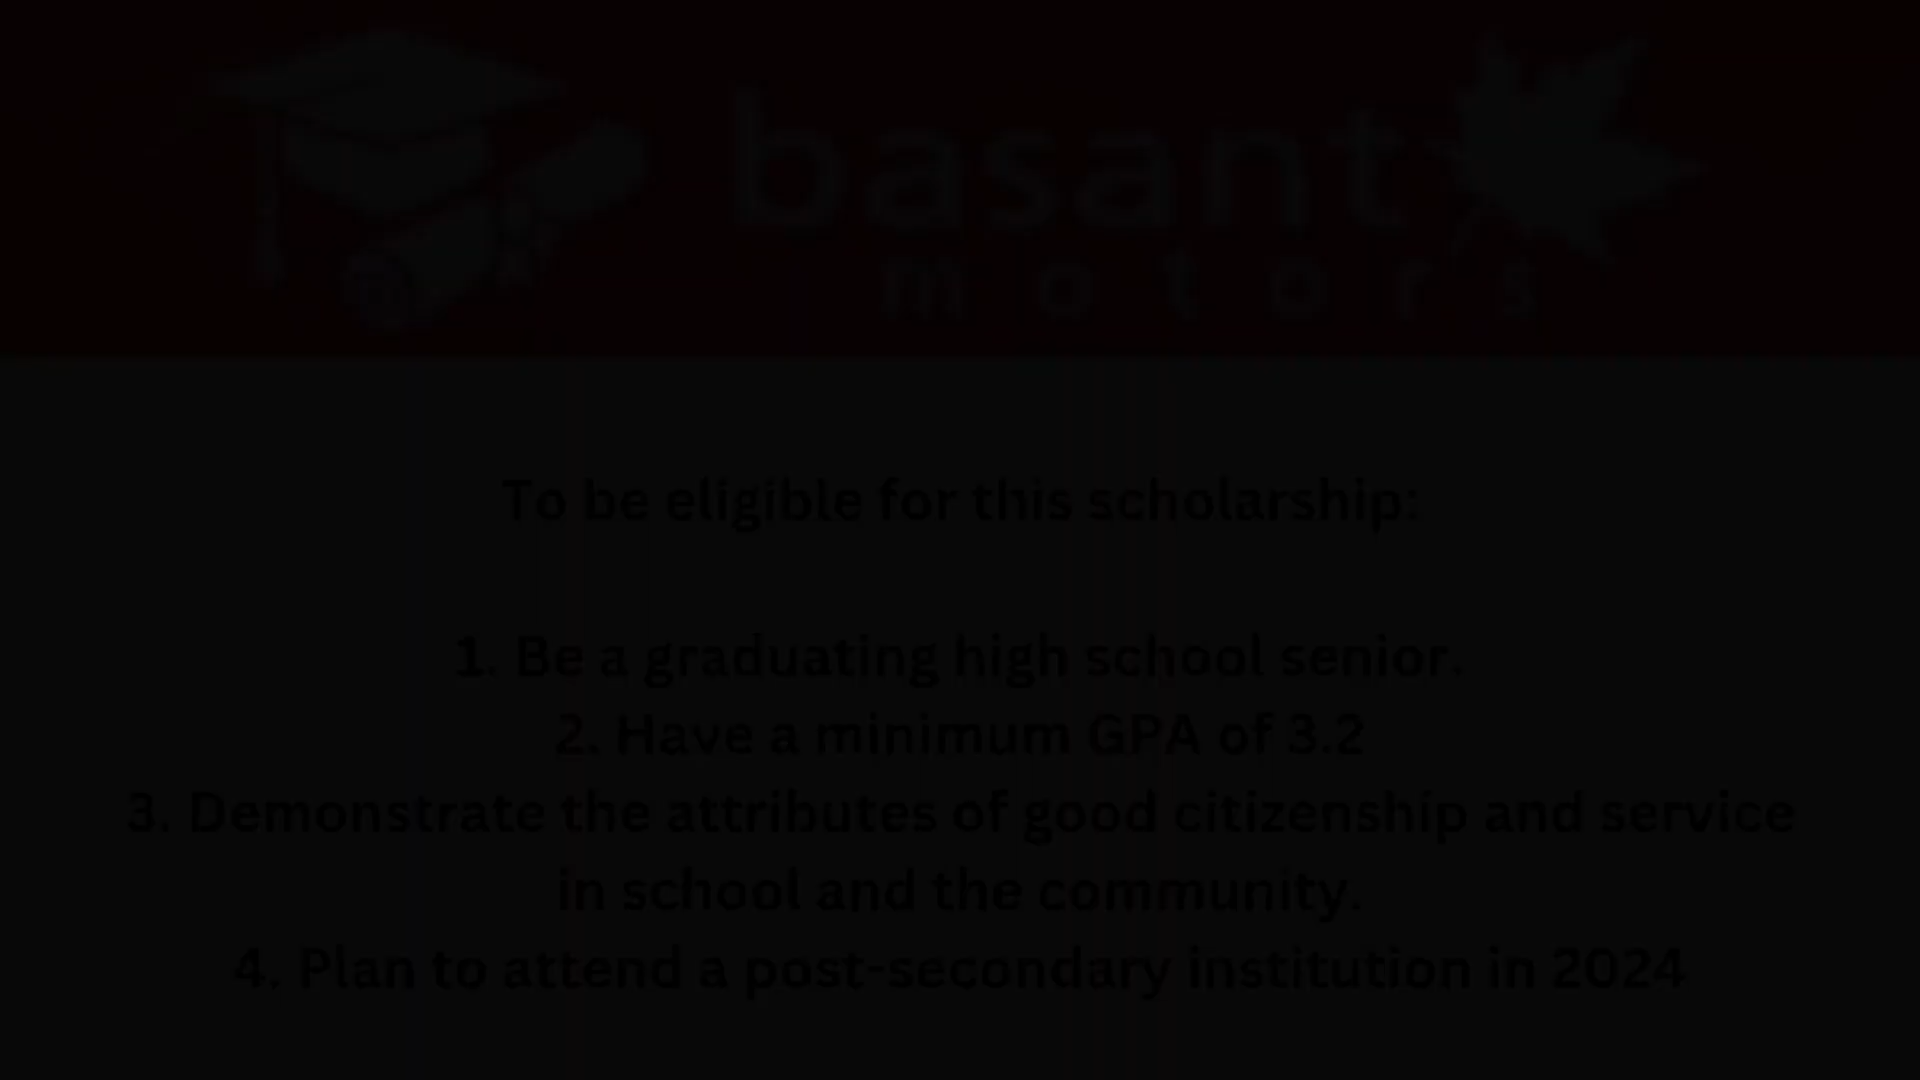 basant
motors
To be eligible for this scholarship:
1. Be a graduating high school senior.
2. Have a minimum GPA of 3.2
3. Demonstrate the attributes of good citizenship and service
in school and the community.
4. Plan to attend a post-secondary institution in 2024